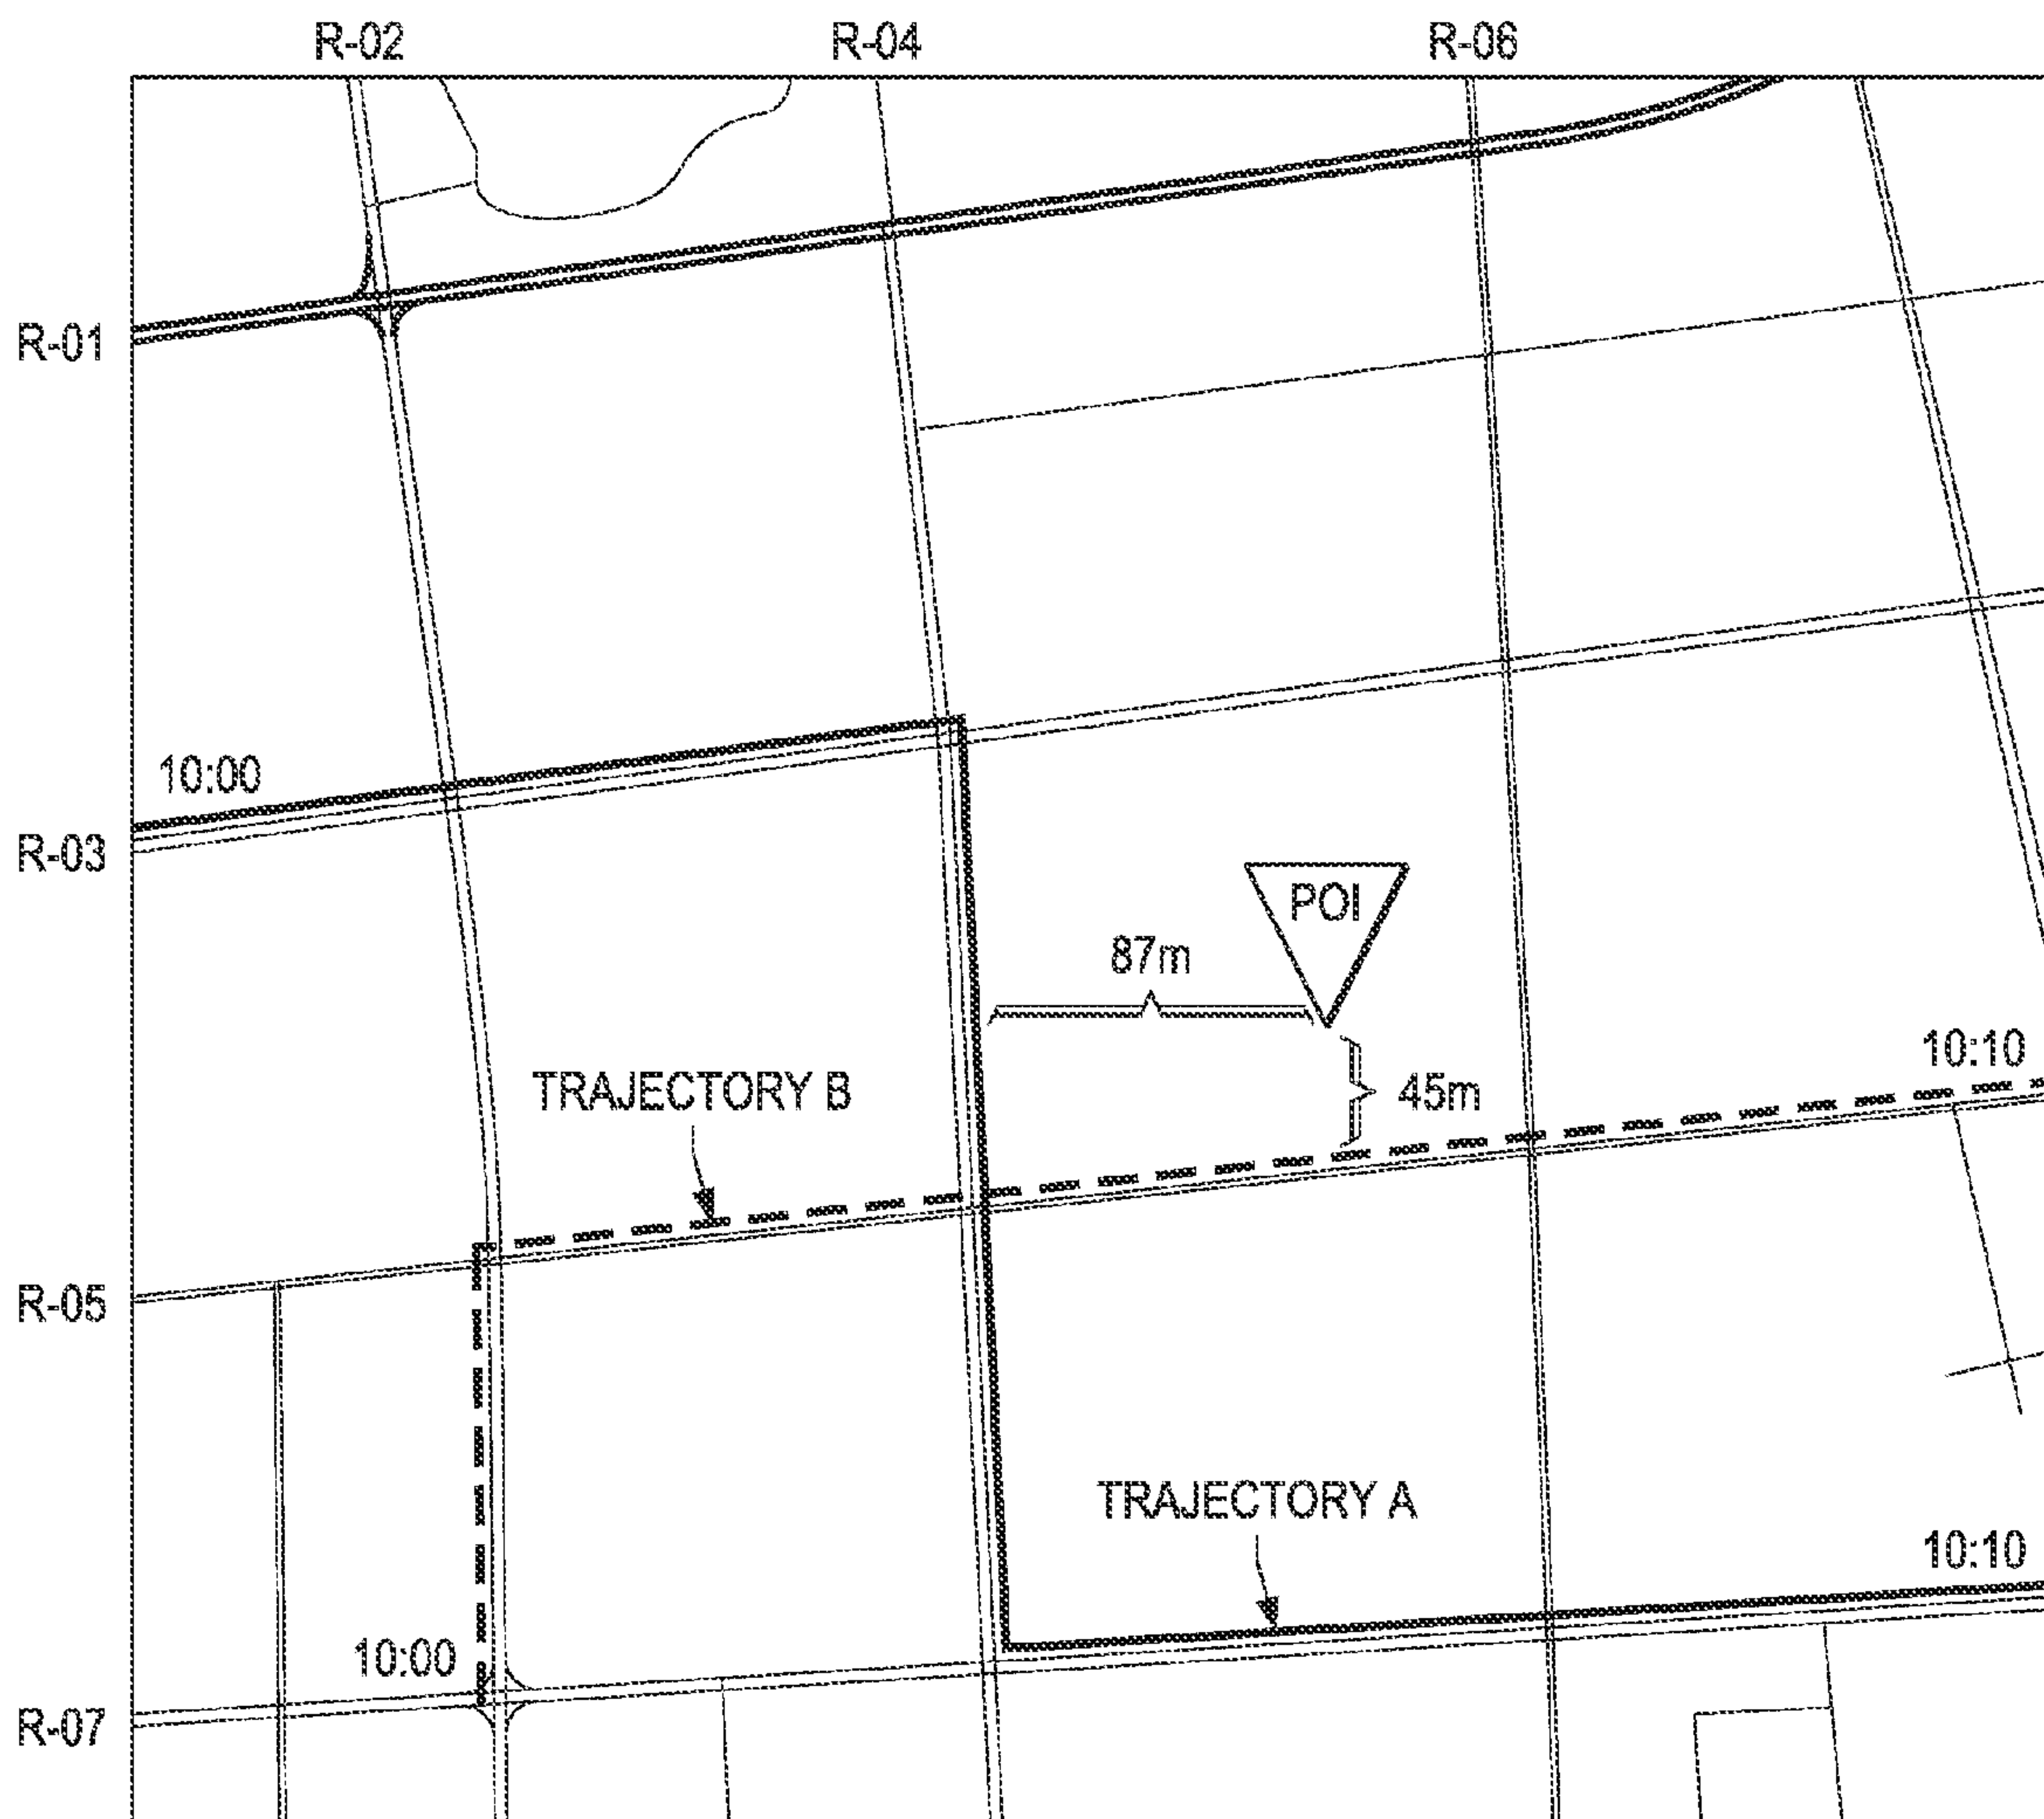 R-02
R-04
R-06
R-01
10:00
R-03
POI
87m
10:10
TRAJECTORY B
45m
R-05
TRAJECTORY A
10:10
10:00
R-07